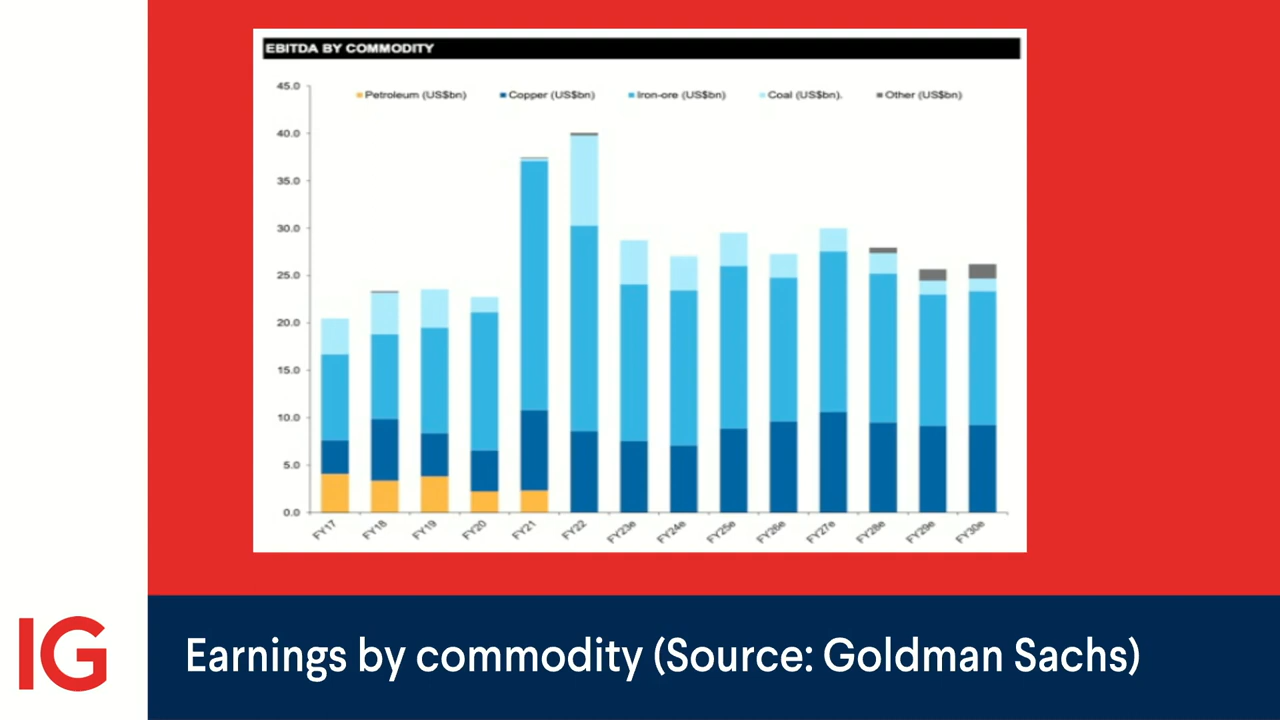 EBITDA BY COMMODITY
Petroleum (US$bn) Copper (US$bn) Iron-ore (US$bn) Coal (US$bn). Other (US$bn)
45.0
40.0
35.0
30.0
25.0
20.0
15.0
10.0
5.0
0.0
FY17 FY18 FY19 FY20 FY21 FY22 FY23e FY24e FY25e FY26e FY27e FY28e FY29e FY30e
IG
Earnings by commodity (Source: Goldman Sachs)